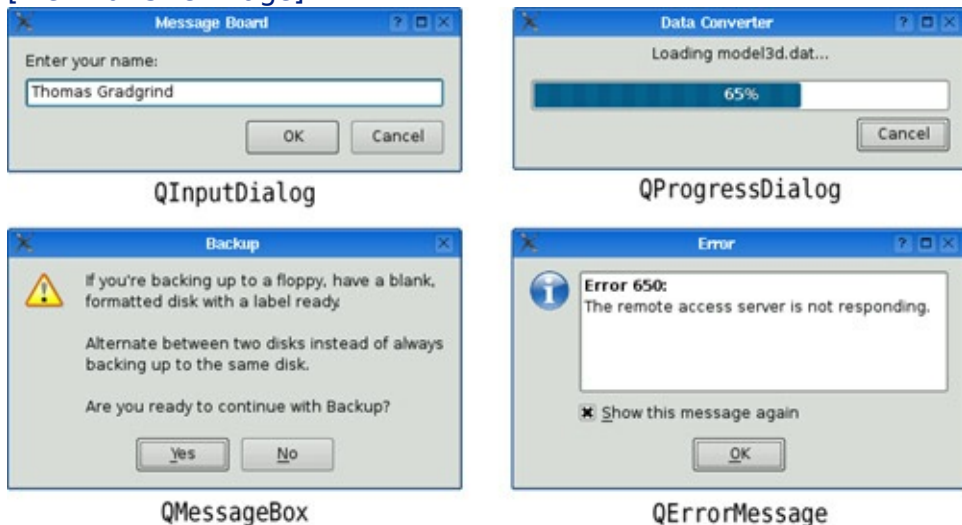 Message Board
Enter your name:
Thomas Gradgrind
OK Cancel
QInputDialog
Data Converter
Loading model3d.dat...
65%
Cancel
QProgressDialog
Backup
If you're backing up to a floppy, have a blank,
formatted disk with a label ready.
Alternate between two disks instead of always
backing up to the same disk.
Are you ready to continue with Backup?
Yes No
QMessageBox
Error
Error 650:
The remote access server is not responding.
Show this message again
OK
QErrorMessage